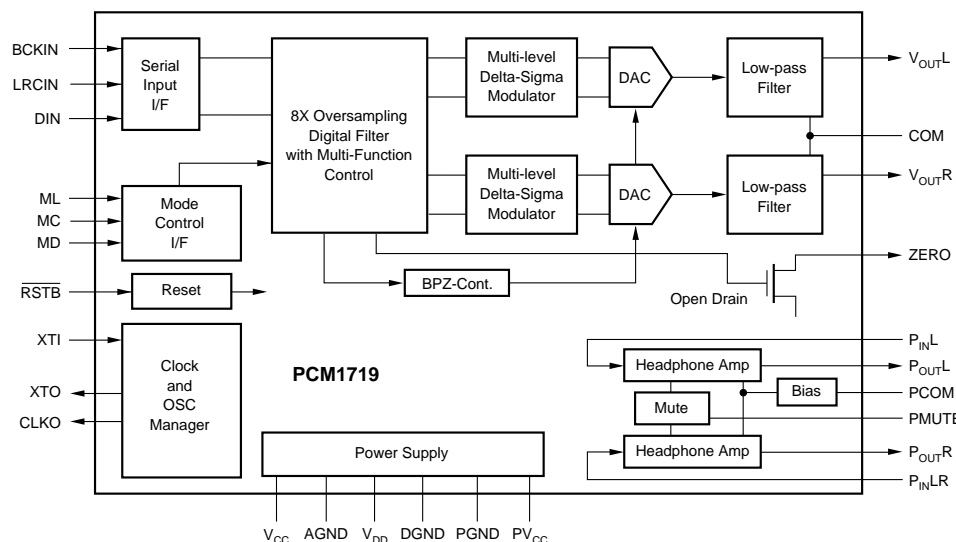 BCKIN
LRCIN
DIN
Serial
Input
I/F
8X Oversampling
Digital Filter
with Multi-Function
Control
Multi-level
Delta-Sigma
Modulator
DAC
Low-pass
Filter
VOUTL
COM
Multi-level
Delta-Sigma
Modulator
DAC
Low-pass
Filter
VOUTR
ML
MC
MD
Mode
Control
I/F
BPZ-Cont.
Open Drain
ZERO
RSTB
Reset
XTI
XTO
CLKO
Clock
and
OSC
Manager
PCM1719
Headphone Amp
Mute
Headphone Amp
Bias
PINL
POUTL
PCOM
PMUTE
POUTR
PINLR
Power Supply
VCC AGND VDD DGND PGND PVCC